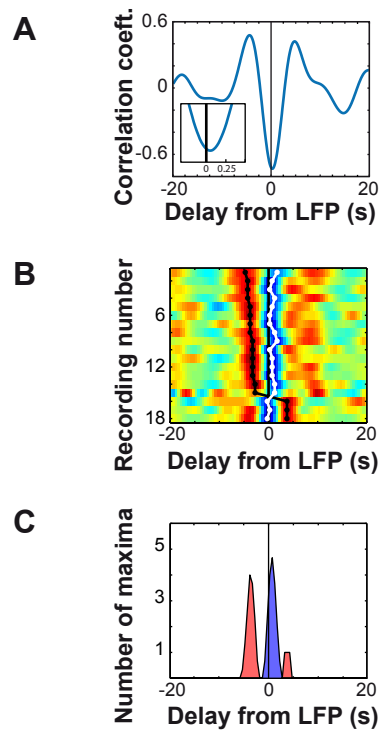 A
Correlation coeft.
0.6
0
-0.6
0 0.25
-20 0 20
Delay from LFP (s)
B
Recording number
6
12
18
-20 0 20
Delay from LFP (s)
C
Number of maxima
5
3
1
-20 0 20
Delay from LFP (s)